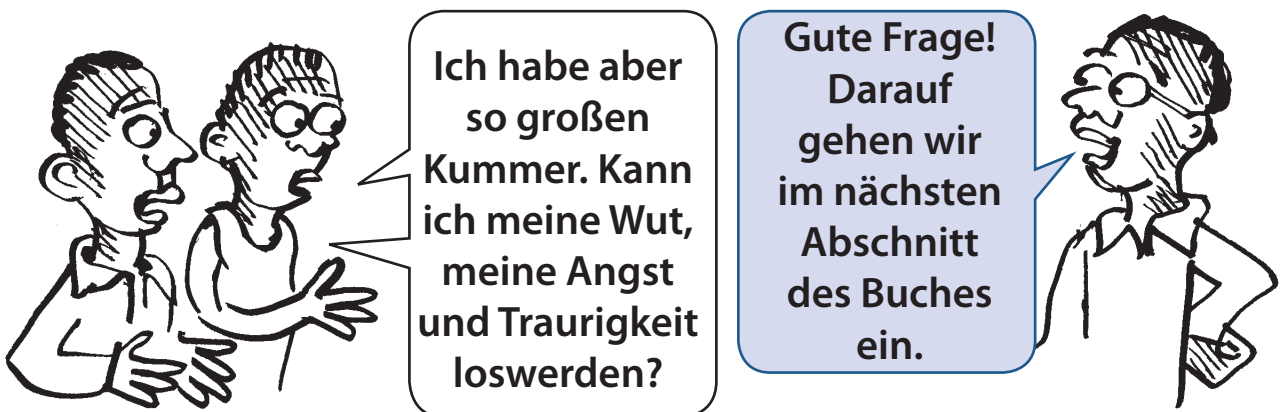 Ich habe aber
so großen
Kummer. Kann
ich meine Wut,
meine Angst
und Traurigkeit
loswerden?
Gute Frage!
Darauf
gehen wir
im nächsten
Abschnitt
des Buches
ein.